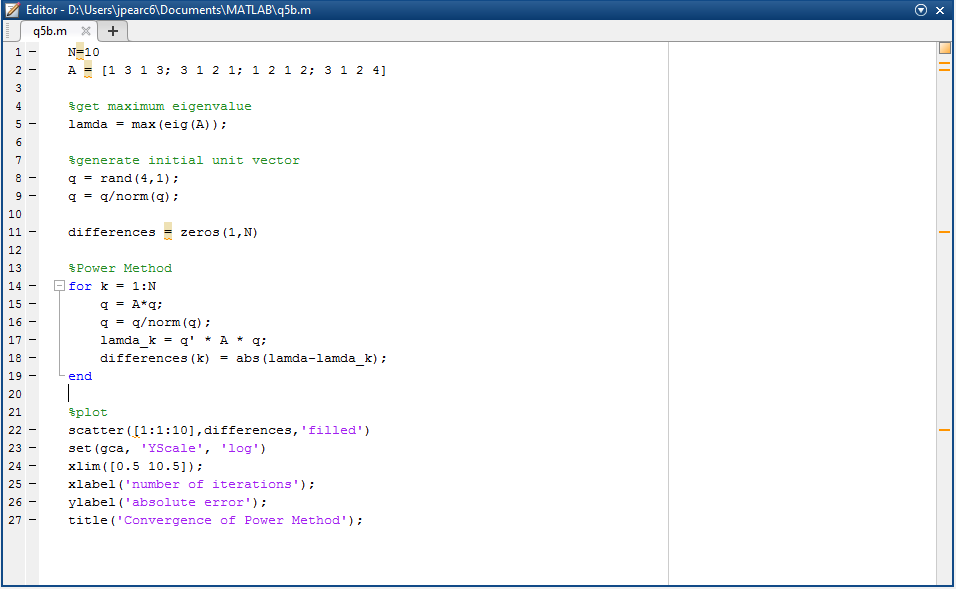 Editor - D:\Users\jpearc6\Documents\MATLAB\q5b.m
q5b.m × +
1 – N=10
2 – A = [1 3 1 3; 3 1 2 1; 1 2 1 2; 3 1 2 4]
3
4 %get maximum eigenvalue
5 – lamda = max(eig(A));
6
7 %generate initial unit vector
8 – q = rand(4,1);
9 – q = q/norm(q);
10
11 – differences = zeros(1,N)
12
13 %Power Method
14 – for k = 1:N
15 – q = A*q;
16 – q = q/norm(q);
17 – lamda_k = q' * A * q;
18 – differences(k) = abs(lamda-lamda_k);
19 – end
20
21 %plot
22 – scatter([1:1:10],differences,'filled')
23 – set(gca, 'YScale', 'log')
24 – xlim([0.5 10.5]);
25 – xlabel('number of iterations');
26 – ylabel('absolute error');
27 – title('Convergence of Power Method');